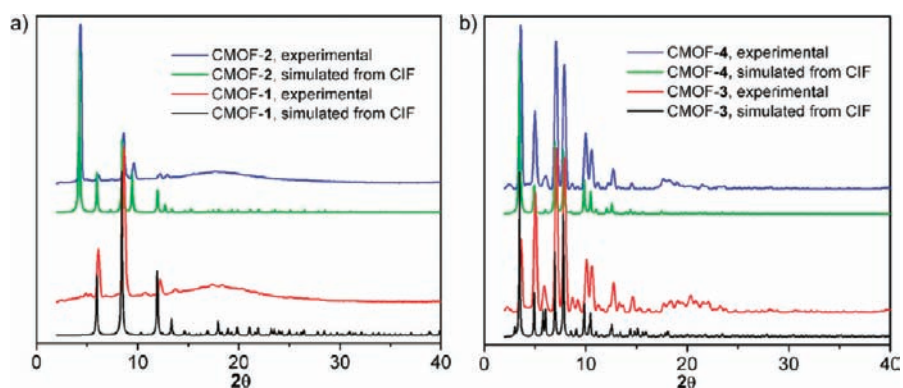 a)
CMOF-2, experimental
CMOF-2, simulated from CIF
CMOF-1, experimental
CMOF-1, simulated from CIF
0 10 20 30 40
2θ
b)
CMOF-4, experimental
CMOF-4, simulated from CIF
CMOF-3, experimental
CMOF-3, simulated from CIF
0 10 20 30 40
2θ